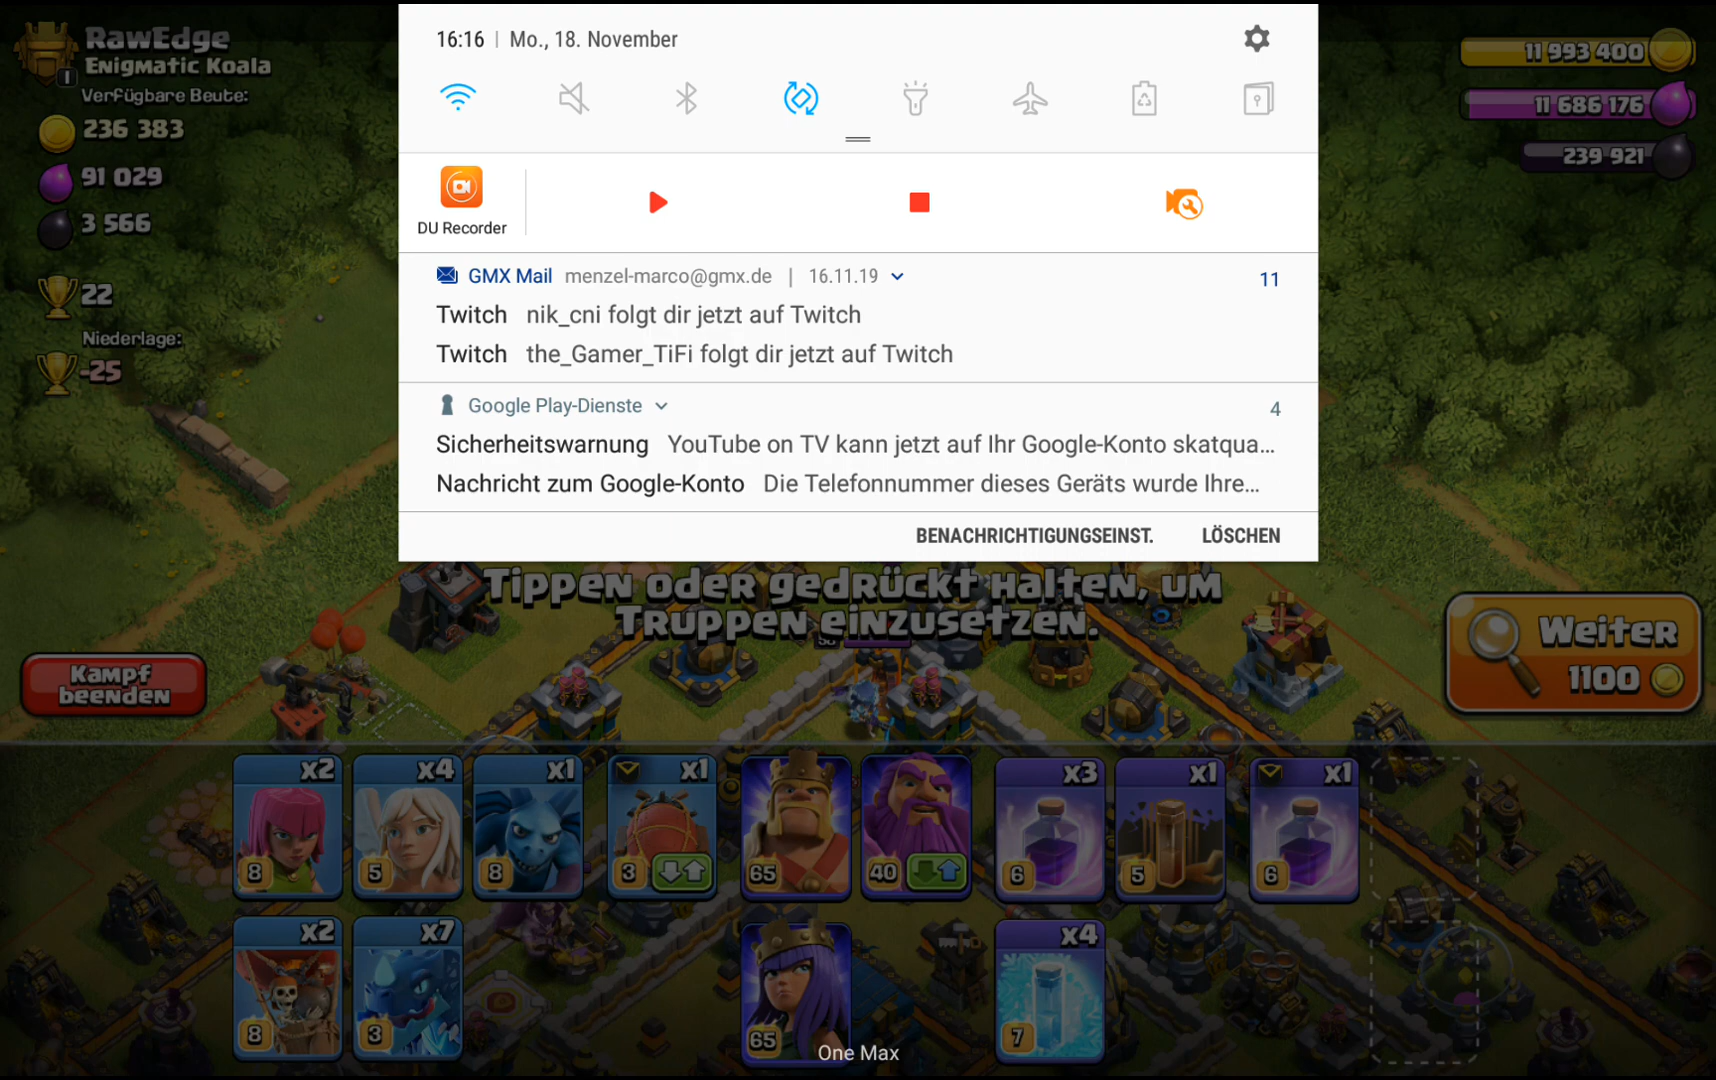 RawEdge
Enigmatic Koala
Verfügbare Beute:
236 383
91 029
3 566
22
Niederlage:
-25
16:16 | Mo., 18. November
11 993 400
11 686 176
239 921
DU Recorder
GMX Mail menzel-marco@gmx.de | 16.11.19
11
Twitch nik_cni folgt dir jetzt auf Twitch
Twitch the_Gamer_TiFi folgt dir jetzt auf Twitch
Google Play-Dienste
4
Sicherheitswarnung YouTube on TV kann jetzt auf Ihr Google-Konto skatqua...
Nachricht zum Google-Konto Die Telefonnummer dieses Geräts wurde Ihre...
BENACHRICHTIGUNGSEINST. LÖSCHEN
Tippen oder gedrückt halten, um
Truppen einzusetzen.
Kampf
beenden
Weiter
1100
x2 x4 x1 x1 x3 x1 x1
8 5 8 3 65 40 6 5 6
x2 x7 x4
8 3 65 7
One Max